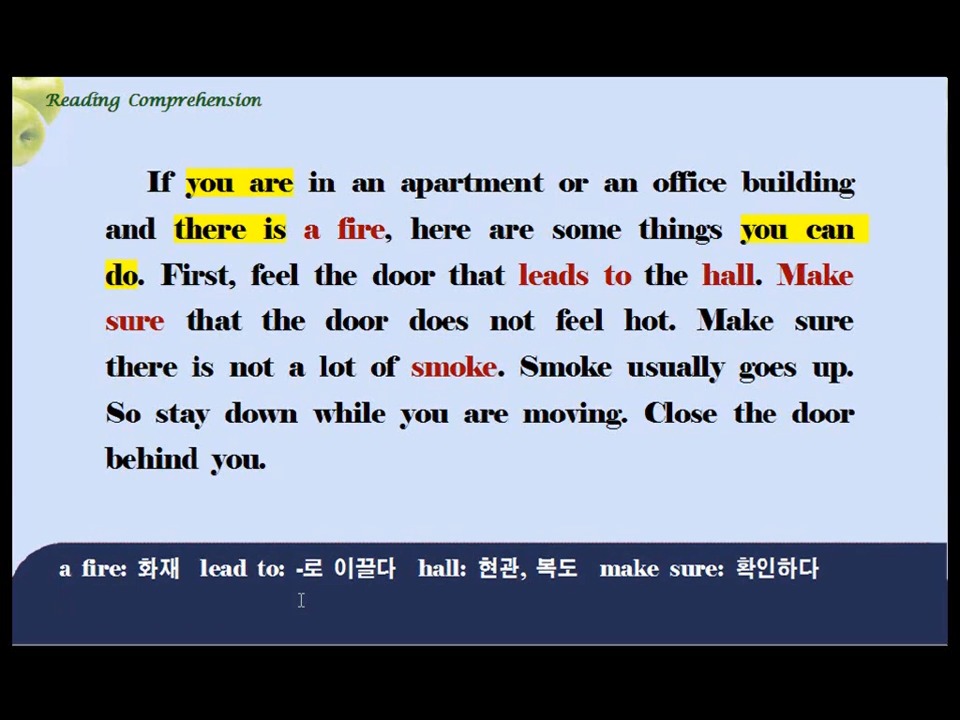 Reading Comprehension
If you are in an apartment or an office building
and there is a fire, here are some things you can
do. First, feel the door that leads to the hall. Make
sure that the door does not feel hot. Make sure
there is not a lot of smoke. Smoke usually goes up.
So stay down while you are moving. Close the door
behind you.
a fire: 화재 lead to: -로 이끌다 hall: 현관, 복도 make sure: 확인하다